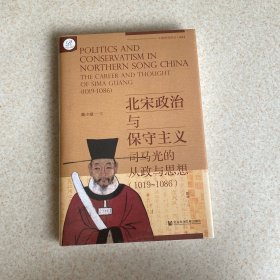 POLITICS AND
CONSERVATISM IN
NORTHERN SONG CHINA
THE CAREER AND THOUGHT
OF SIMA GUANG
(1019-1086)
北宋政治
与
保守主义
司马光的
从政与思想
(1019~1086)